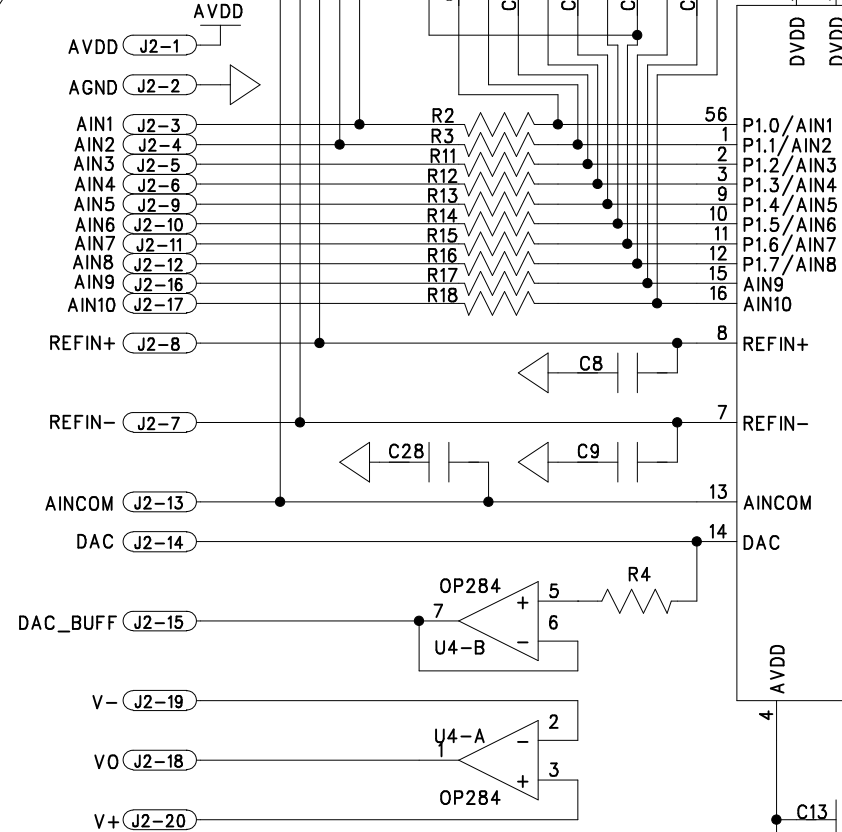 AVDD
AVDD J2-1
AGND J2-2
AIN1 J2-3 R2 56 P1.0/AIN1
AIN2 J2-4 R3 1 P1.1/AIN2
AIN3 J2-5 R11 2 P1.2/AIN3
AIN4 J2-6 R12 3 P1.3/AIN4
AIN5 J2-9 R13 9 P1.4/AIN5
AIN6 J2-10 R14 10 P1.5/AIN6
AIN7 J2-11 R15 11 P1.6/AIN7
AIN8 J2-12 R16 12 P1.7/AIN8
AIN9 J2-16 R17 15 AIN9
AIN10 J2-17 R18 16 AIN10
REFIN+ J2-8 8 REFIN+
C8
REFIN- J2-7 7 REFIN-
C28 C9
AINCOM J2-13 13 AINCOM
DAC J2-14 14 DAC
R4
OP284
5
+
DAC_BUFF J2-15 7 6
-
U4-B
V- J2-19
2
U4-A
-
VO J2-18 1
3
+
OP284
V+ J2-20
DVDD
DVDD
AVDD
4
C13
C
C
C
C